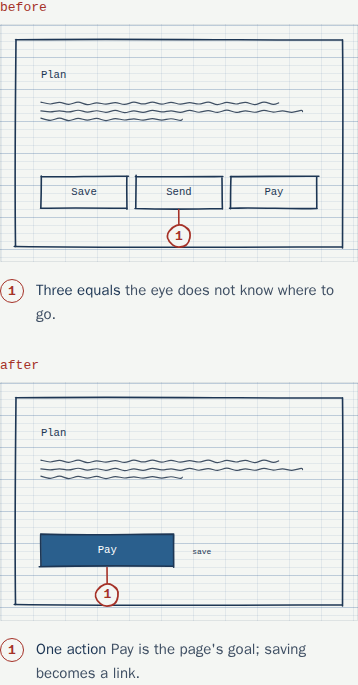 before
Plan
Save Send Pay
1
1 Three equals the eye does not know where to
go.
after
Plan
Pay save
1
1 One action Pay is the page's goal; saving
becomes a link.